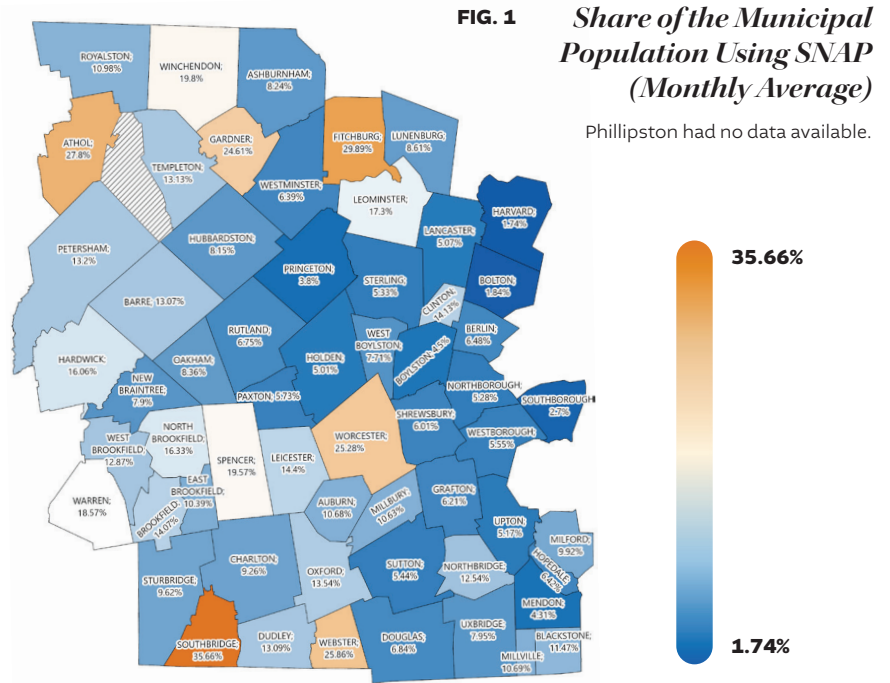 FIG. 1
Share of the Municipal
Population Using SNAP
(Monthly Average)
Phillipston had no data available.
35.66%
1.74%
ROYALSTON;
10.98%
WINCHENDON;
19.8%
ASHBURNHAM;
8.24%
ATHOL;
27.8%
TEMPLETON;
13.13%
GARDNER;
24.61%
WESTMINSTER;
6.39%
FITCHBURG;
29.89%
LUNENBURG;
8.61%
LEOMINSTER;
17.3%
LANCASTER;
5.07%
HARVARD;
1.74%
PETERSHAM;
13.2%
HUBBARDSTON;
8.15%
PRINCETON;
3.8%
STERLING;
5.33%
BOLTON;
1.84%
CLINTON;
14.13%
BARRE; 13.07%
RUTLAND;
6.75%
HOLDEN;
5.01%
WEST
BOYLSTON;
7.71%
BOYLSTON; 4.5%
BERLIN;
6.48%
HARDWICK;
16.06%
OAKHAM;
8.36%
NEW
BRAINTREE;
7.9%
PAXTON; 5.73%
NORTHBOROUGH;
5.28%
SOUTHBOROUGH
2.7%
SHREWSBURY;
6.01%
WESTBOROUGH;
5.55%
WEST
BROOKFIELD;
12.87%
NORTH
BROOKFIELD;
16.33%
SPENCER;
19.57%
LEICESTER;
14.4%
WORCESTER;
25.28%
WARREN;
18.57%
BROOKFIELD;
14.07%
EAST
BROOKFIELD;
10.39%
AUBURN;
10.68%
MILLBURY;
10.63%
GRAFTON;
6.21%
UPTON;
5.17%
MILFORD;
9.92%
HOPEDALE;
6.42%
STURBRIDGE;
9.62%
CHARLTON;
9.26%
OXFORD;
13.54%
SUTTON;
5.44%
NORTHBRIDGE;
12.54%
MENDON;
4.31%
SOUTHBRIDGE;
35.66%
DUDLEY;
13.09%
WEBSTER;
25.86%
DOUGLAS;
6.84%
UXBRIDGE;
7.95%
MILLVILLE;
10.69%
BLACKSTONE;
11.47%